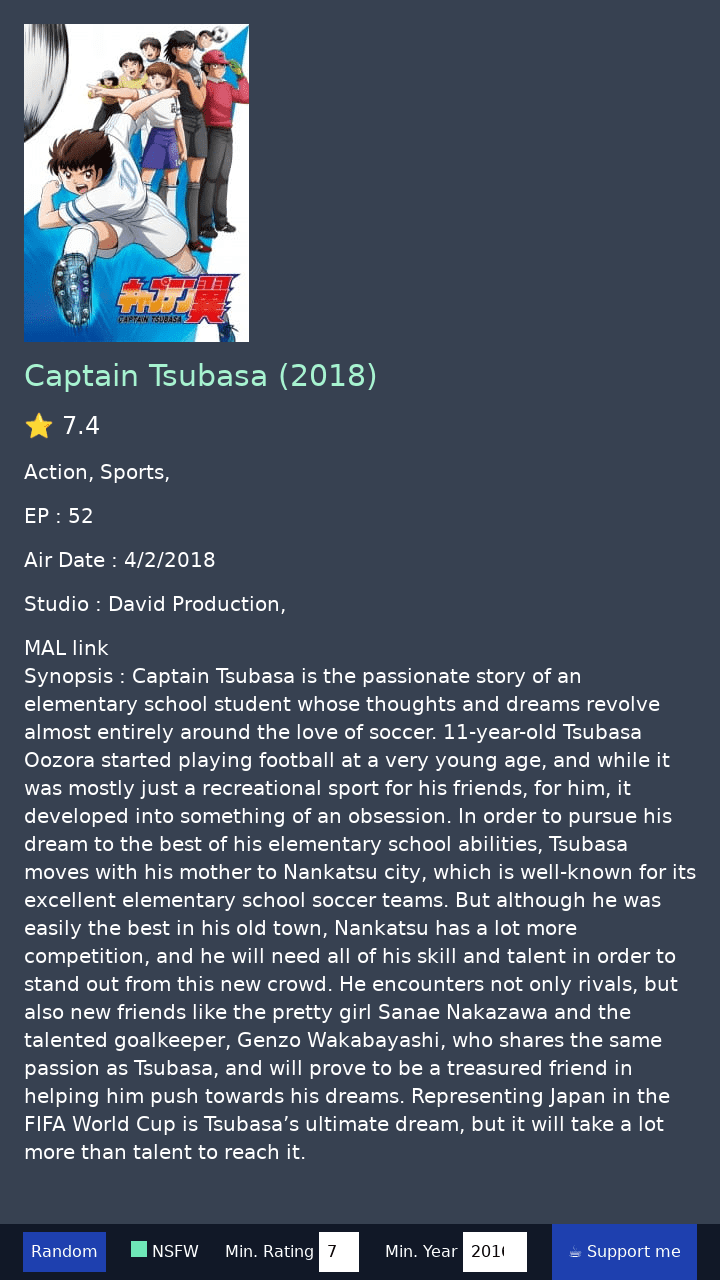 キャプテン翼
CAPTAIN TSUBASA
Captain Tsubasa (2018)
⭐ 7.4
Action, Sports,
EP : 52
Air Date : 4/2/2018
Studio : David Production,
MAL link
Synopsis : Captain Tsubasa is the passionate story of an
elementary school student whose thoughts and dreams revolve
almost entirely around the love of soccer. 11-year-old Tsubasa
Oozora started playing football at a very young age, and while it
was mostly just a recreational sport for his friends, for him, it
developed into something of an obsession. In order to pursue his
dream to the best of his elementary school abilities, Tsubasa
moves with his mother to Nankatsu city, which is well-known for its
excellent elementary school soccer teams. But although he was
easily the best in his old town, Nankatsu has a lot more
competition, and he will need all of his skill and talent in order to
stand out from this new crowd. He encounters not only rivals, but
also new friends like the pretty girl Sanae Nakazawa and the
talented goalkeeper, Genzo Wakabayashi, who shares the same
passion as Tsubasa, and will prove to be a treasured friend in
helping him push towards his dreams. Representing Japan in the
FIFA World Cup is Tsubasa’s ultimate dream, but it will take a lot
more than talent to reach it.
Random NSFW Min. Rating 7 Min. Year ☕ Support me